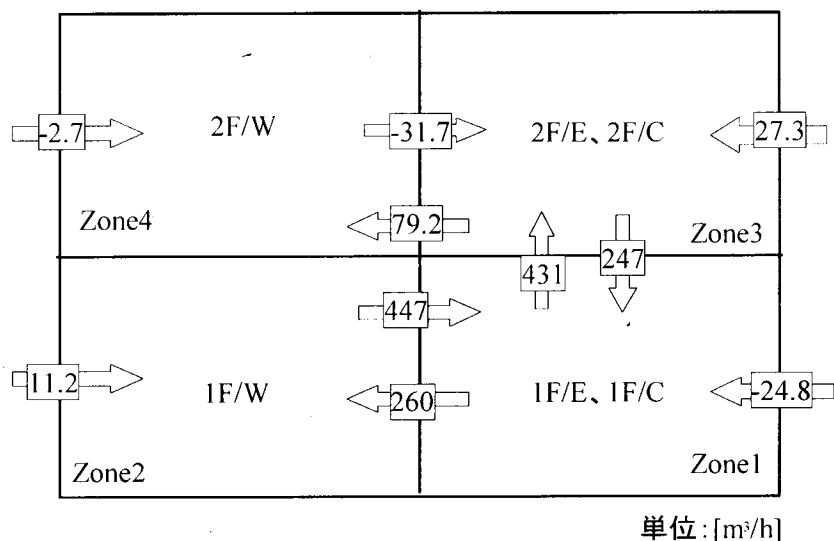 2F/W
-2.7
-31.7
2F/E、2F/C
27.3
Zone4
79.2
Zone3
431
247
447
11.2
1F/W
260
1F/E、1F/C
-24.8
Zone2
Zone1
単位:[m³/h]